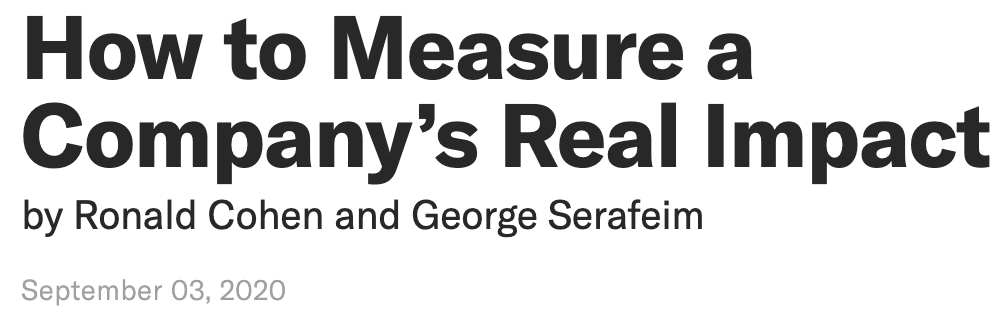 How to Measure a
Company’s Real Impact
by Ronald Cohen and George Serafeim
September 03, 2020